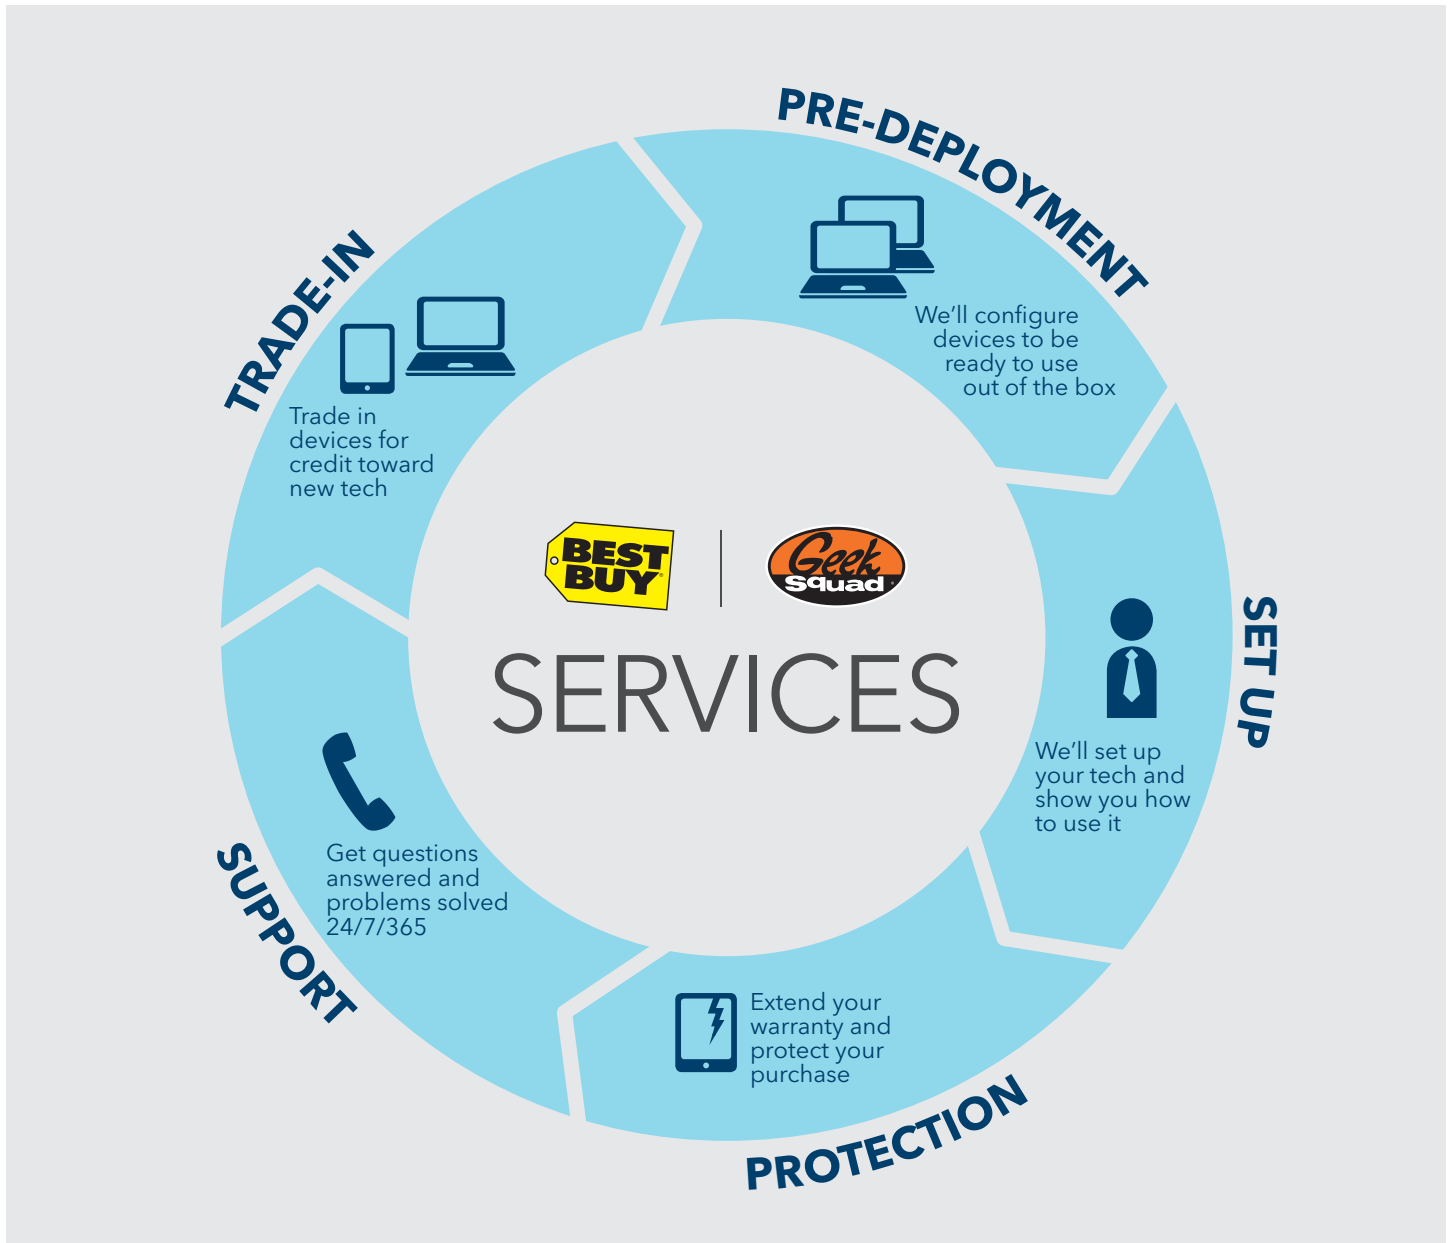 PRE-DEPLOYMENT
We’ll configure
devices to be
ready to use
out of the box
SET UP
We’ll set up
your tech and
show you how
to use it
PROTECTION
Extend your
warranty and
protect your
purchase
SUPPORT
Get questions
answered and
problems solved
24/7/365
TRADE-IN
Trade in
devices for
credit toward
new tech
BEST
BUY
Geek
Squad
SERVICES